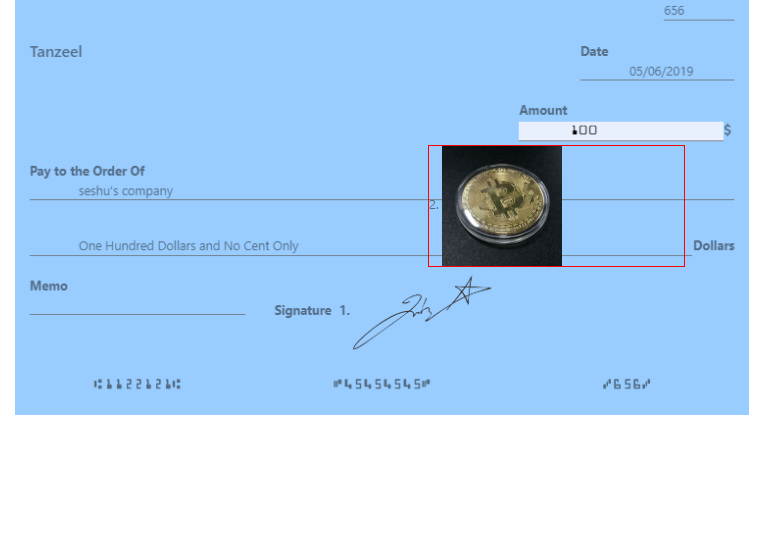 656
Tanzeel
Date
05/06/2019
Amount
100
$
Pay to the Order Of
seshu's company
2.
One Hundred Dollars and No Cent Only
Dollars
Memo
Signature 1.
⑆1122121⑆
⑈45454545⑈
⑇656⑇